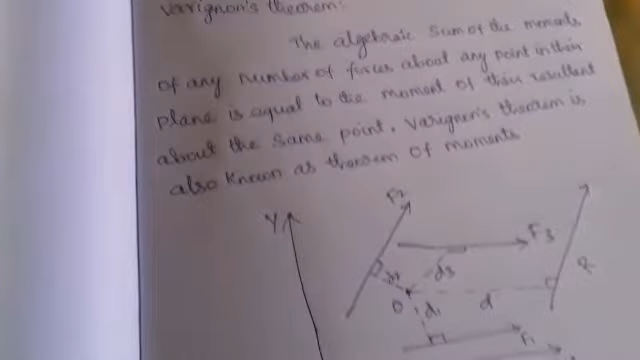 Varignon's theorem:
The algebraic sum of the moments
of any number of forces about any point in their
plane is equal to the moment of their resultant
about the same point. Varignon's theorem is
also known as theorem of moments
Y
F2
F3
R
d2
d3
O
d
d1
F1